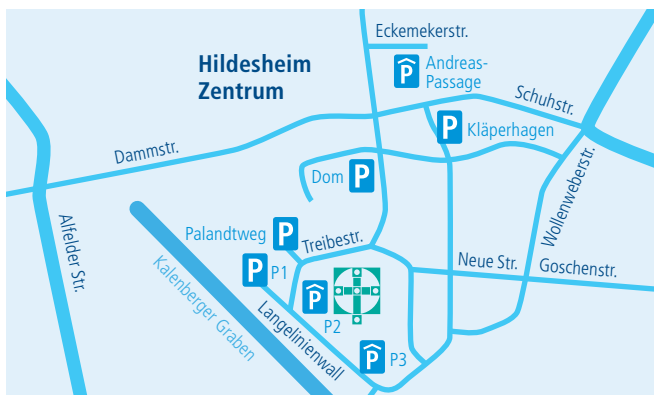 Eckemekerstr.
Hildesheim
Zentrum
P
Andreas-
Passage
Schuhstr.
P
Kläperhagen
Dammstr.
Dom
P
Wollenweberstr.
Alfelder Str.
Palandtweg
P
Treibestr.
Kalenberger Graben
P
P1
Neue Str.
Goschenstr.
P
P2
Langelinienwall
P
P3